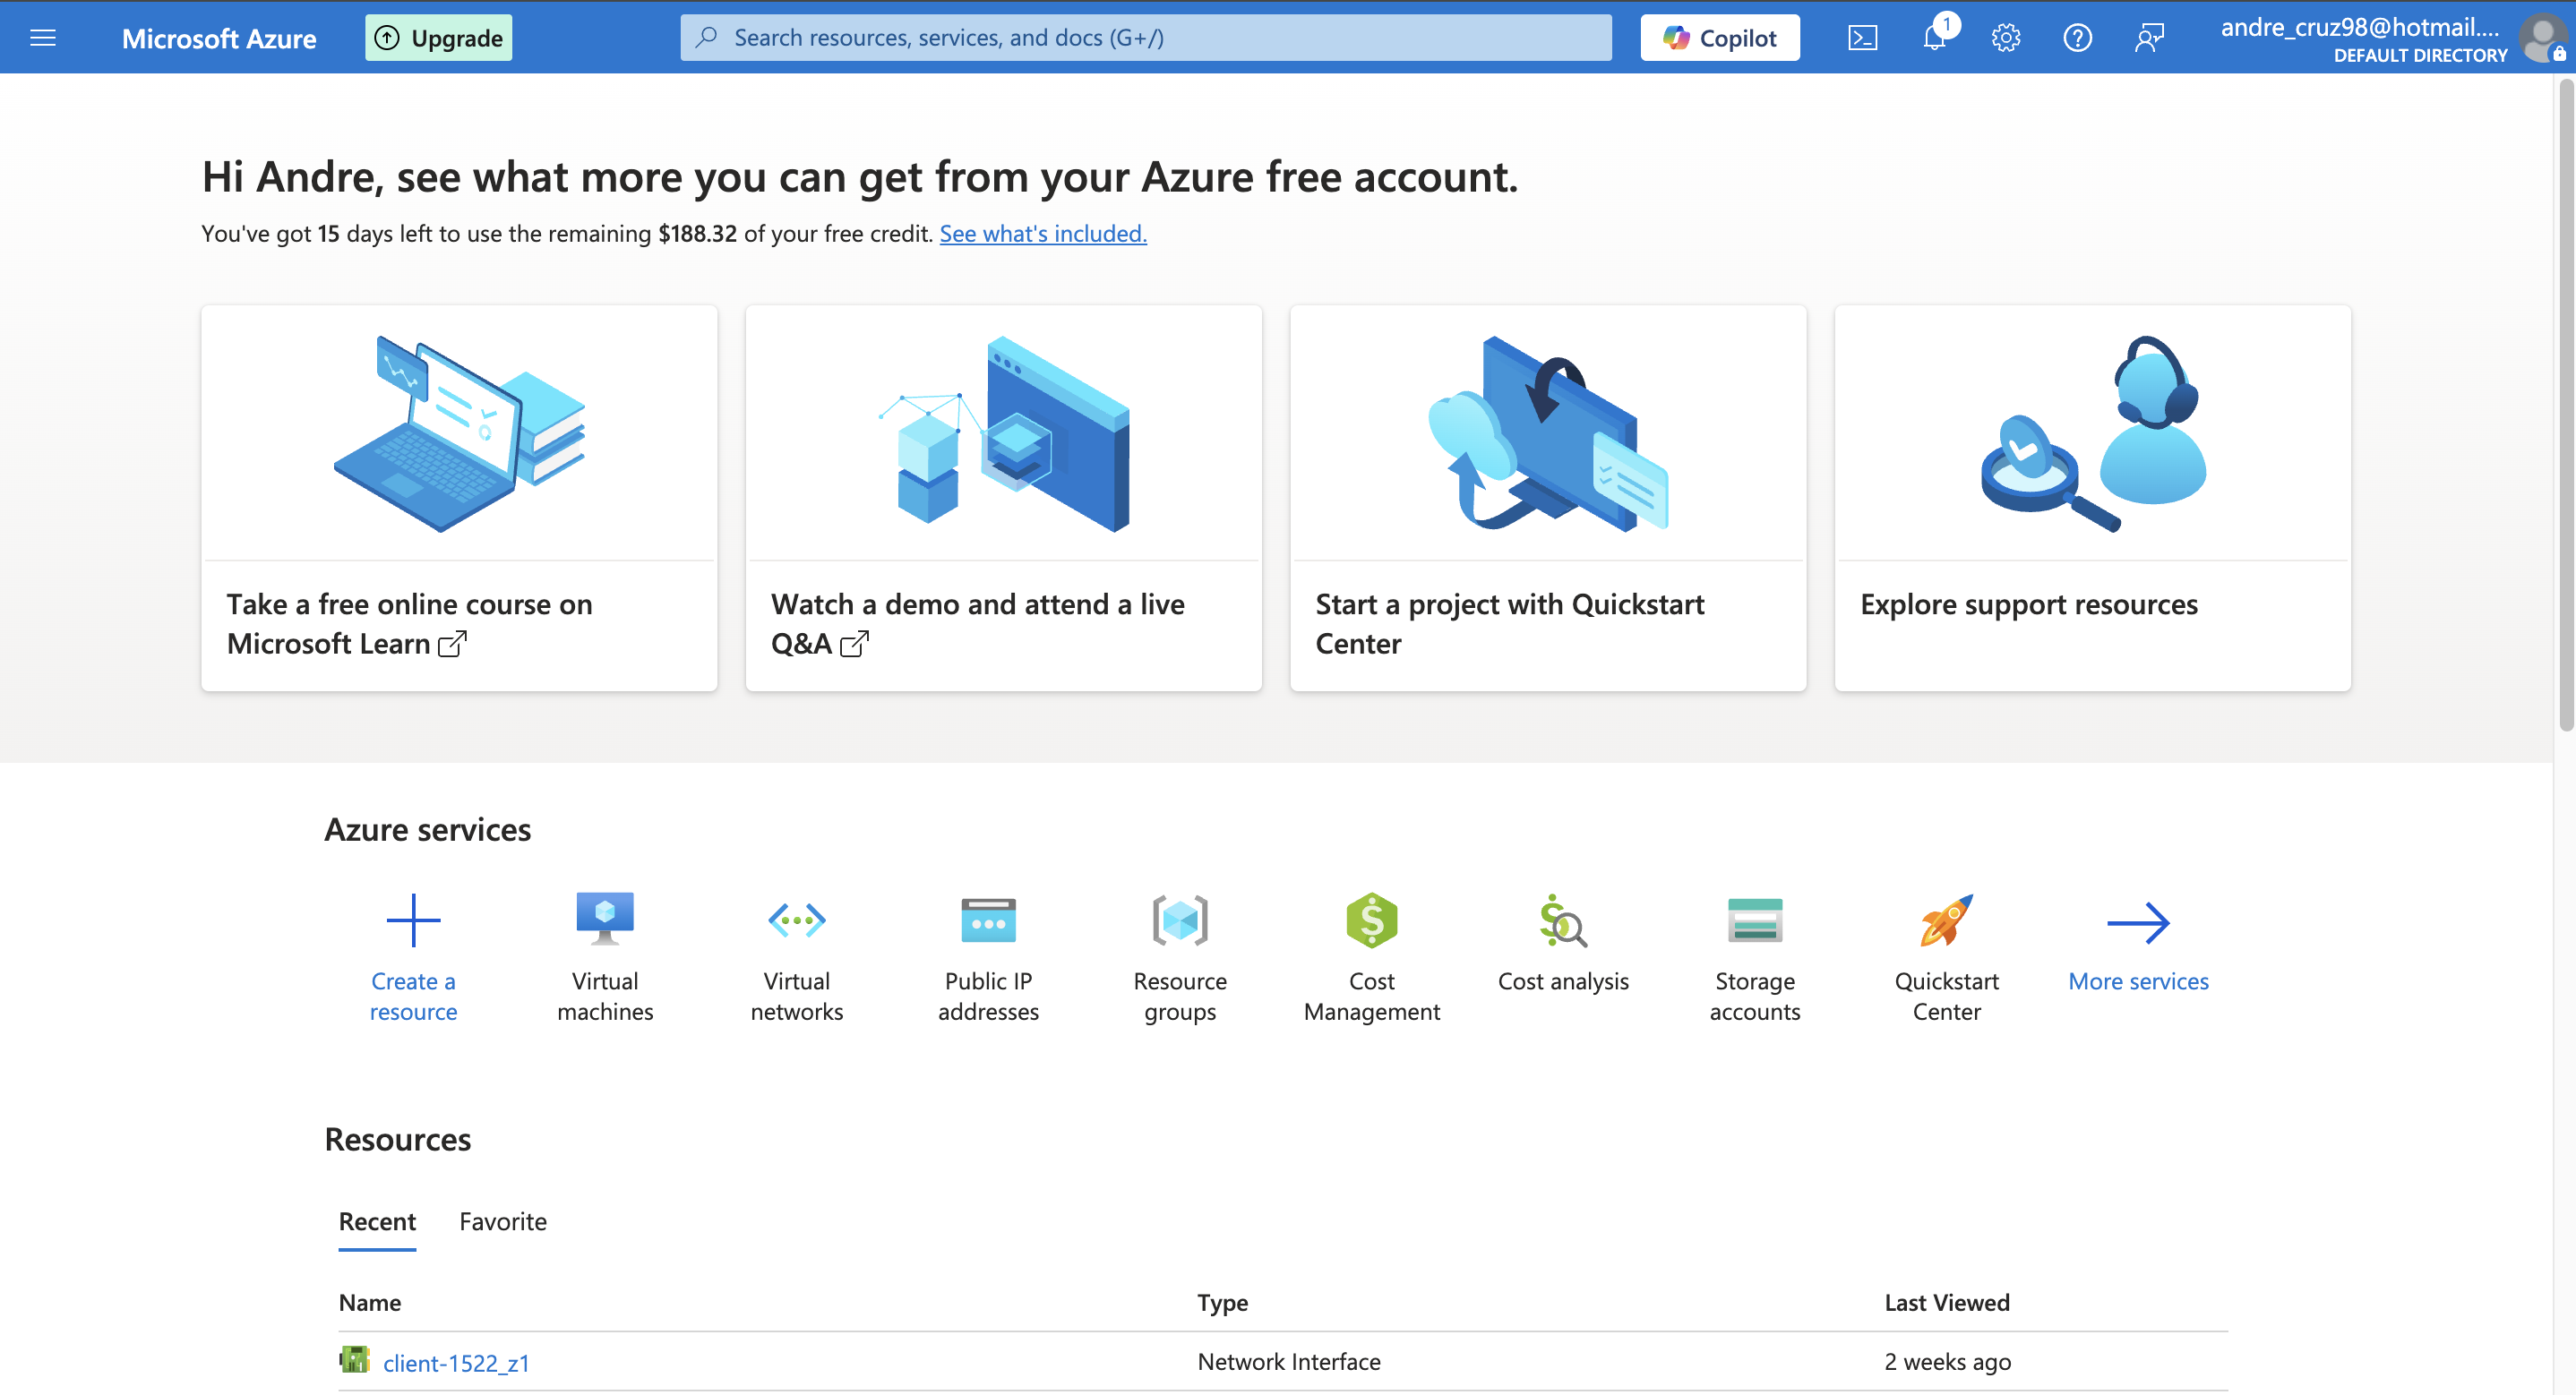 Microsoft Azure
Upgrade
Search resources, services, and docs (G+/)
Copilot
1
andre_cruz98@hotmail....
DEFAULT DIRECTORY
Hi Andre, see what more you can get from your Azure free account.
You've got 15 days left to use the remaining $188.32 of your free credit. See what's included.
Take a free online course on
Microsoft Learn
Watch a demo and attend a live
Q&A
Start a project with Quickstart
Center
Explore support resources
Azure services
Create a
resource
Virtual
machines
Virtual
networks
Public IP
addresses
Resource
groups
Cost
Management
Cost analysis
Storage
accounts
Quickstart
Center
More services
Resources
Recent
Favorite
Name
Type
Last Viewed
client-1522_z1
Network Interface
2 weeks ago